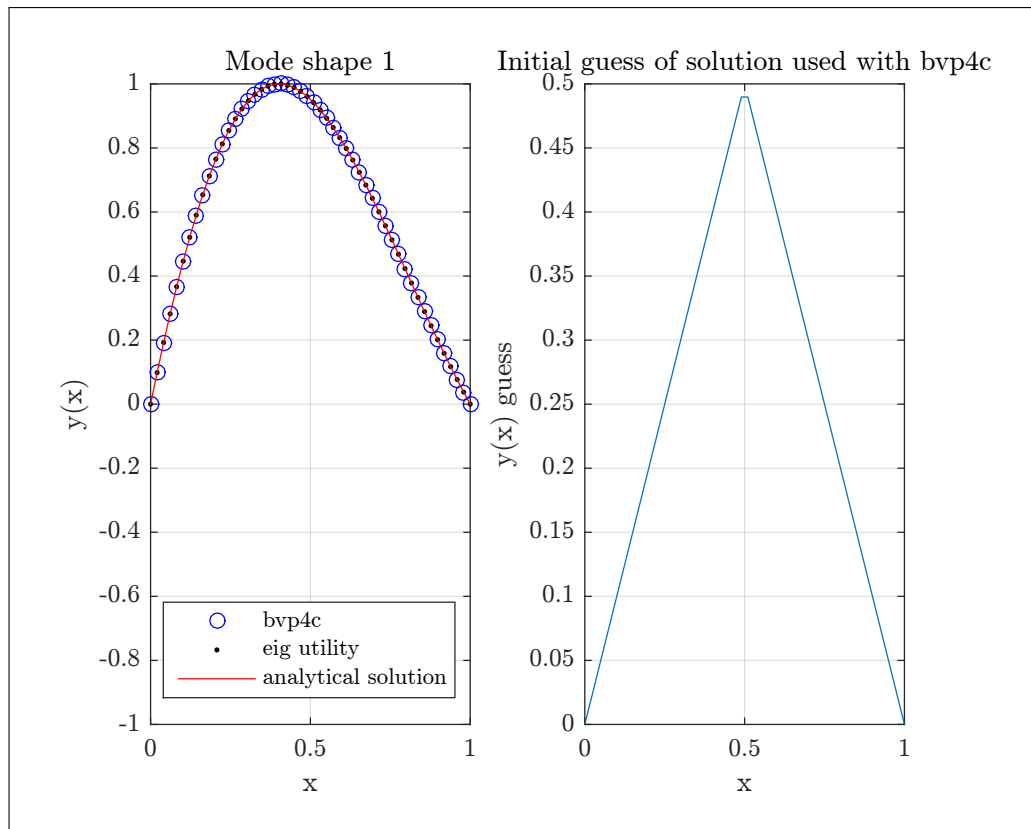 Mode shape 1
1
0.8
0.6
0.4
0.2
0
-0.2
-0.4
-0.6
-0.8
-1
y(x)
bvp4c
eig utility
analytical solution
0 0.5 1
x
Initial guess of solution used with bvp4c
0.5
0.45
0.4
0.35
0.3
0.25
0.2
0.15
0.1
0.05
0
y(x) guess
0 0.5 1
x